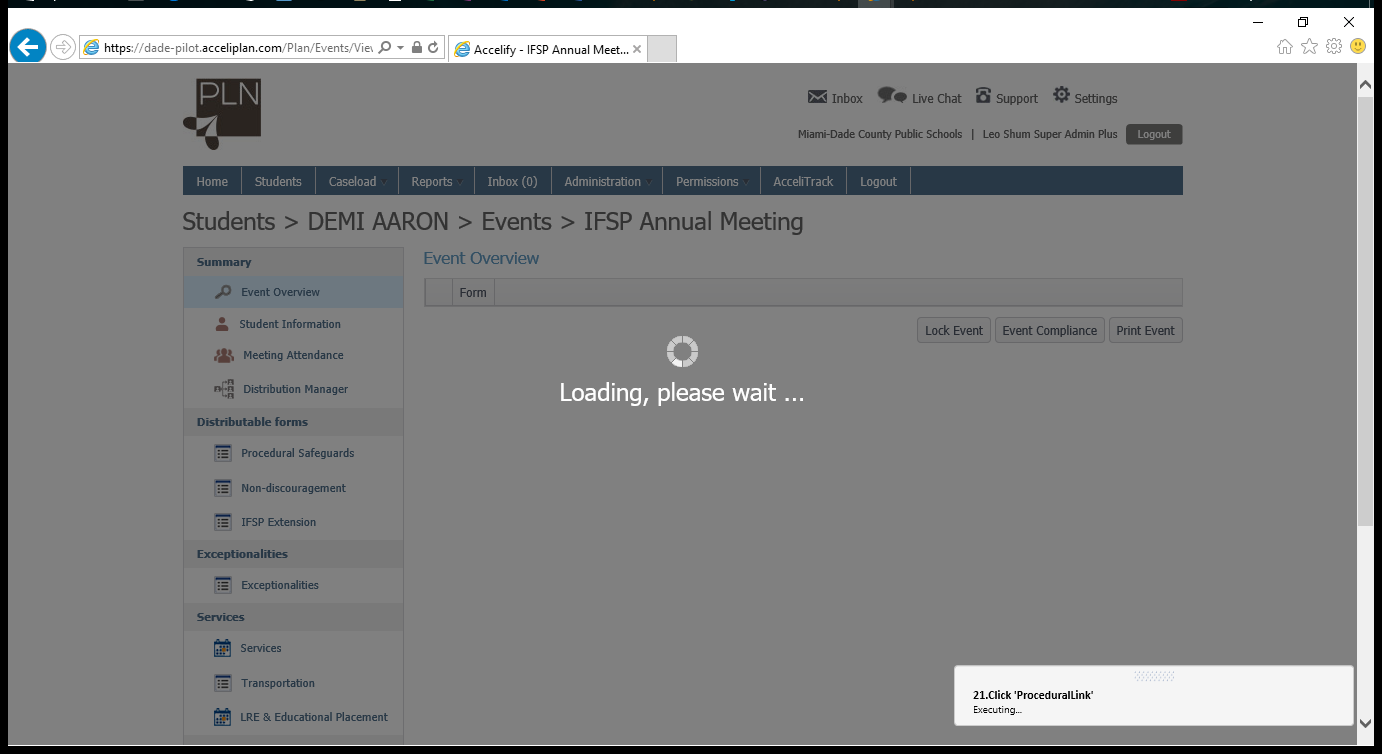 https://dade-pilot.acceliplan.com/Plan/Events/Viev
Accelify - IFSP Annual Meet...
PLN
Inbox Live Chat Support Settings
Miami-Dade County Public Schools | Leo Shum Super Admin Plus Logout
Home Students Caseload Reports Inbox (0) Administration Permissions AcceliTrack Logout
Students > DEMI AARON > Events > IFSP Annual Meeting
Summary
Event Overview
Student Information
Meeting Attendance
Distribution Manager
Distributable forms
Procedural Safeguards
Non-discouragement
IFSP Extension
Exceptionalities
Exceptionalities
Services
Services
Transportation
LRE & Educational Placement
Event Overview
Form
Lock Event Event Compliance Print Event
Loading, please wait ...
21.Click 'ProceduralLink'
Executing...